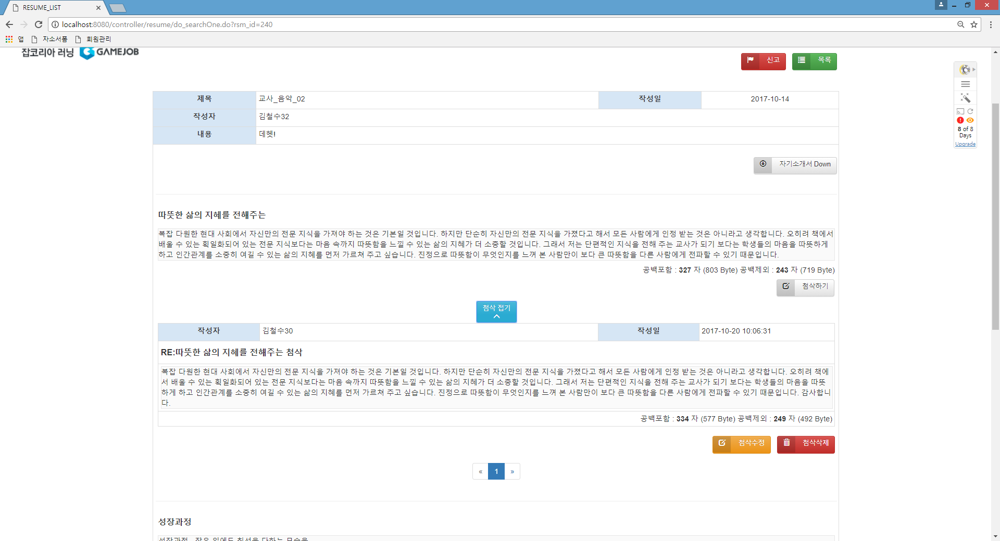 RESUME_LIST
localhost:8080/controller/resume/do_searchOne.do?rsm_id=240
앱 자소서폼 회원관리
잡코리아 러닝 GAMEJOB
신고 목록
제목 교사_음악_02 작성일 2017-10-14
작성자 김철수32
내용 데헷!
자기소개서 Down
따뜻한 삶의 지혜를 전해주는
복잡 다원한 현대 사회에서 자신만의 전문 지식을 가져야 하는 것은 기본일 것입니다. 하지만 단순히 자신만의 전문 지식을 가졌다고 해서 모든 사람에게 인정 받는 것은 아니라고 생각합니다. 오히려 책에서
배울 수 있는 획일화되어 있는 전문 지식보다는 마음 속까지 따뜻함을 느낄 수 있는 삶의 지혜가 더 소중할 것입니다. 그래서 저는 단편적인 지식을 전해 주는 교사가 되기 보다는 학생들의 마음을 따뜻하게
하고 인간관계를 소중히 여길 수 있는 삶의 지혜를 먼저 가르쳐 주고 싶습니다. 진정으로 따뜻함이 무엇인지를 느껴 본 사람만이 보다 큰 따뜻함을 다른 사람에게 전파할 수 있기 때문입니다.
공백포함 : 327 자 (803 Byte) 공백제외 : 243 자 (719 Byte)
첨삭하기
첨삭 접기
작성자 김철수30 작성일 2017-10-20 10:06:31
RE:따뜻한 삶의 지혜를 전해주는 첨삭
복잡 다원한 현대 사회에서 자신만의 전문 지식을 가져야 하는 것은 기본일 것입니다. 하지만 단순히 자신만의 전문 지식을 가졌다고 해서 모든 사람에게 인정 받는 것은 아니라고 생각합니다. 오히려 책에
서 배울 수 있는 획일화되어 있는 전문 지식보다는 마음 속까지 따뜻함을 느낄 수 있는 삶의 지혜가 더 소중할 것입니다. 그래서 저는 단편적인 지식을 전해 주는 교사가 되기 보다는 학생들의 마음을 따뜻
하게 하고 인간관계를 소중히 여길 수 있는 삶의 지혜를 먼저 가르쳐 주고 싶습니다. 진정으로 따뜻함이 무엇인지를 느껴 본 사람만이 보다 큰 따뜻함을 다른 사람에게 전파할 수 있기 때문입니다. 감사합니
다.
공백포함 : 334 자 (577 Byte) 공백제외 : 249 자 (492 Byte)
첨삭수정 첨삭삭제
« 1 »
성장과정
성장과정 작은 일에도 최선을 다하는 모습을
8 of 8
Days
Upgrade